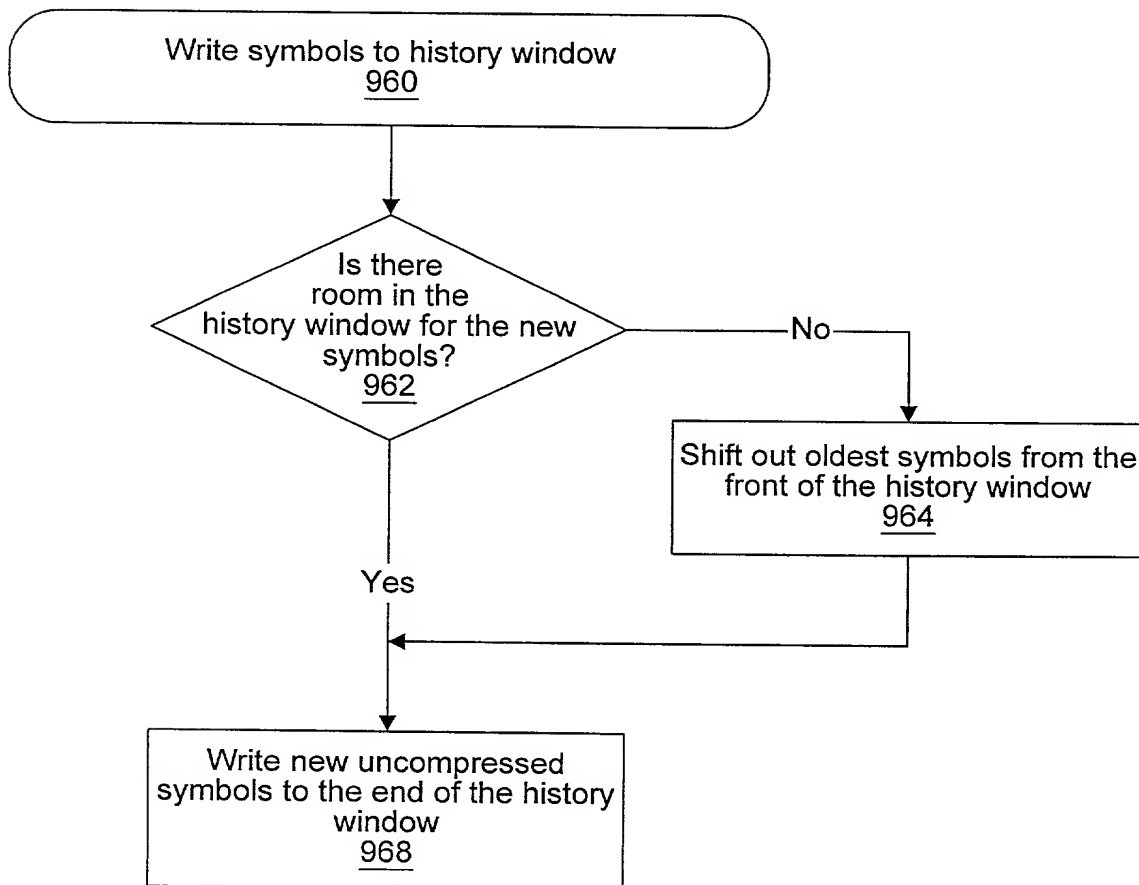 Write symbols to history window
960
Is there
room in the
history window for the new
symbols?
962
No
Shift out oldest symbols from the
front of the history window
964
Yes
Write new uncompressed
symbols to the end of the history
window
968